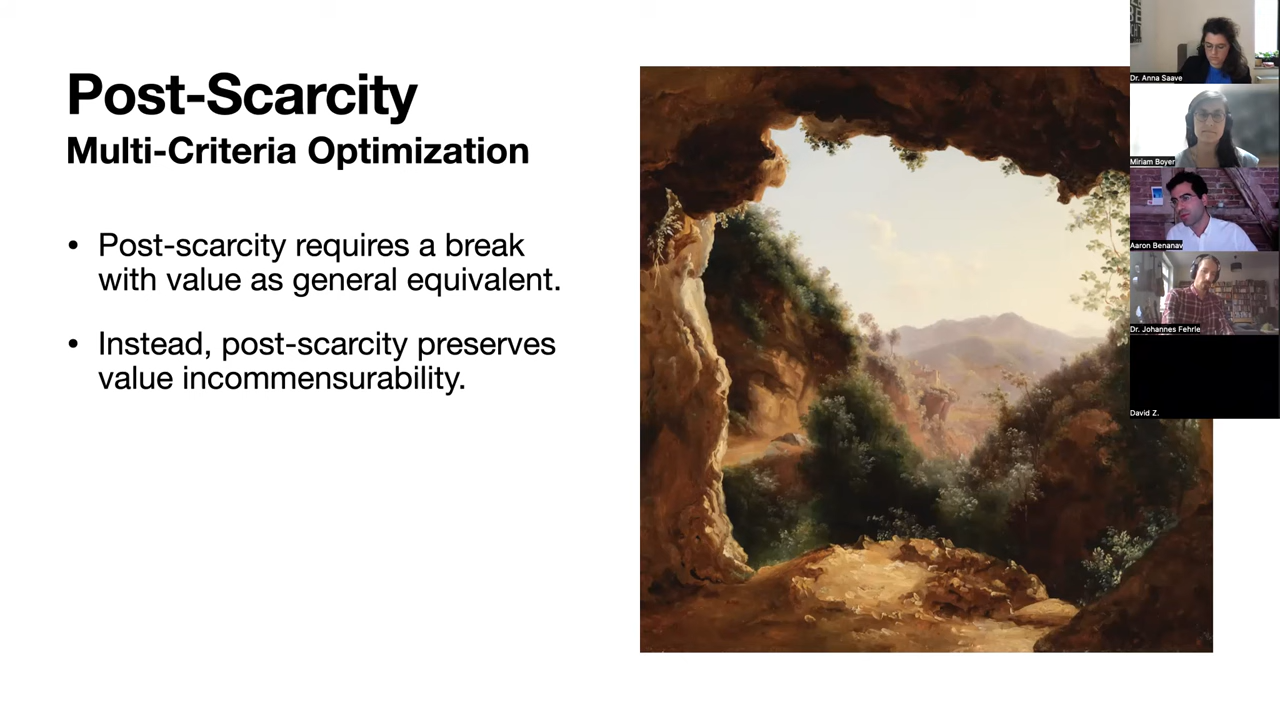 Post-Scarcity
Multi-Criteria Optimization
• Post-scarcity requires a break
with value as general equivalent.
• Instead, post-scarcity preserves
value incommensurability.
Dr. Anna Saave
Miriam Boyer
Aaron Benanav
Dr. Johannes Fehrle
David Z.